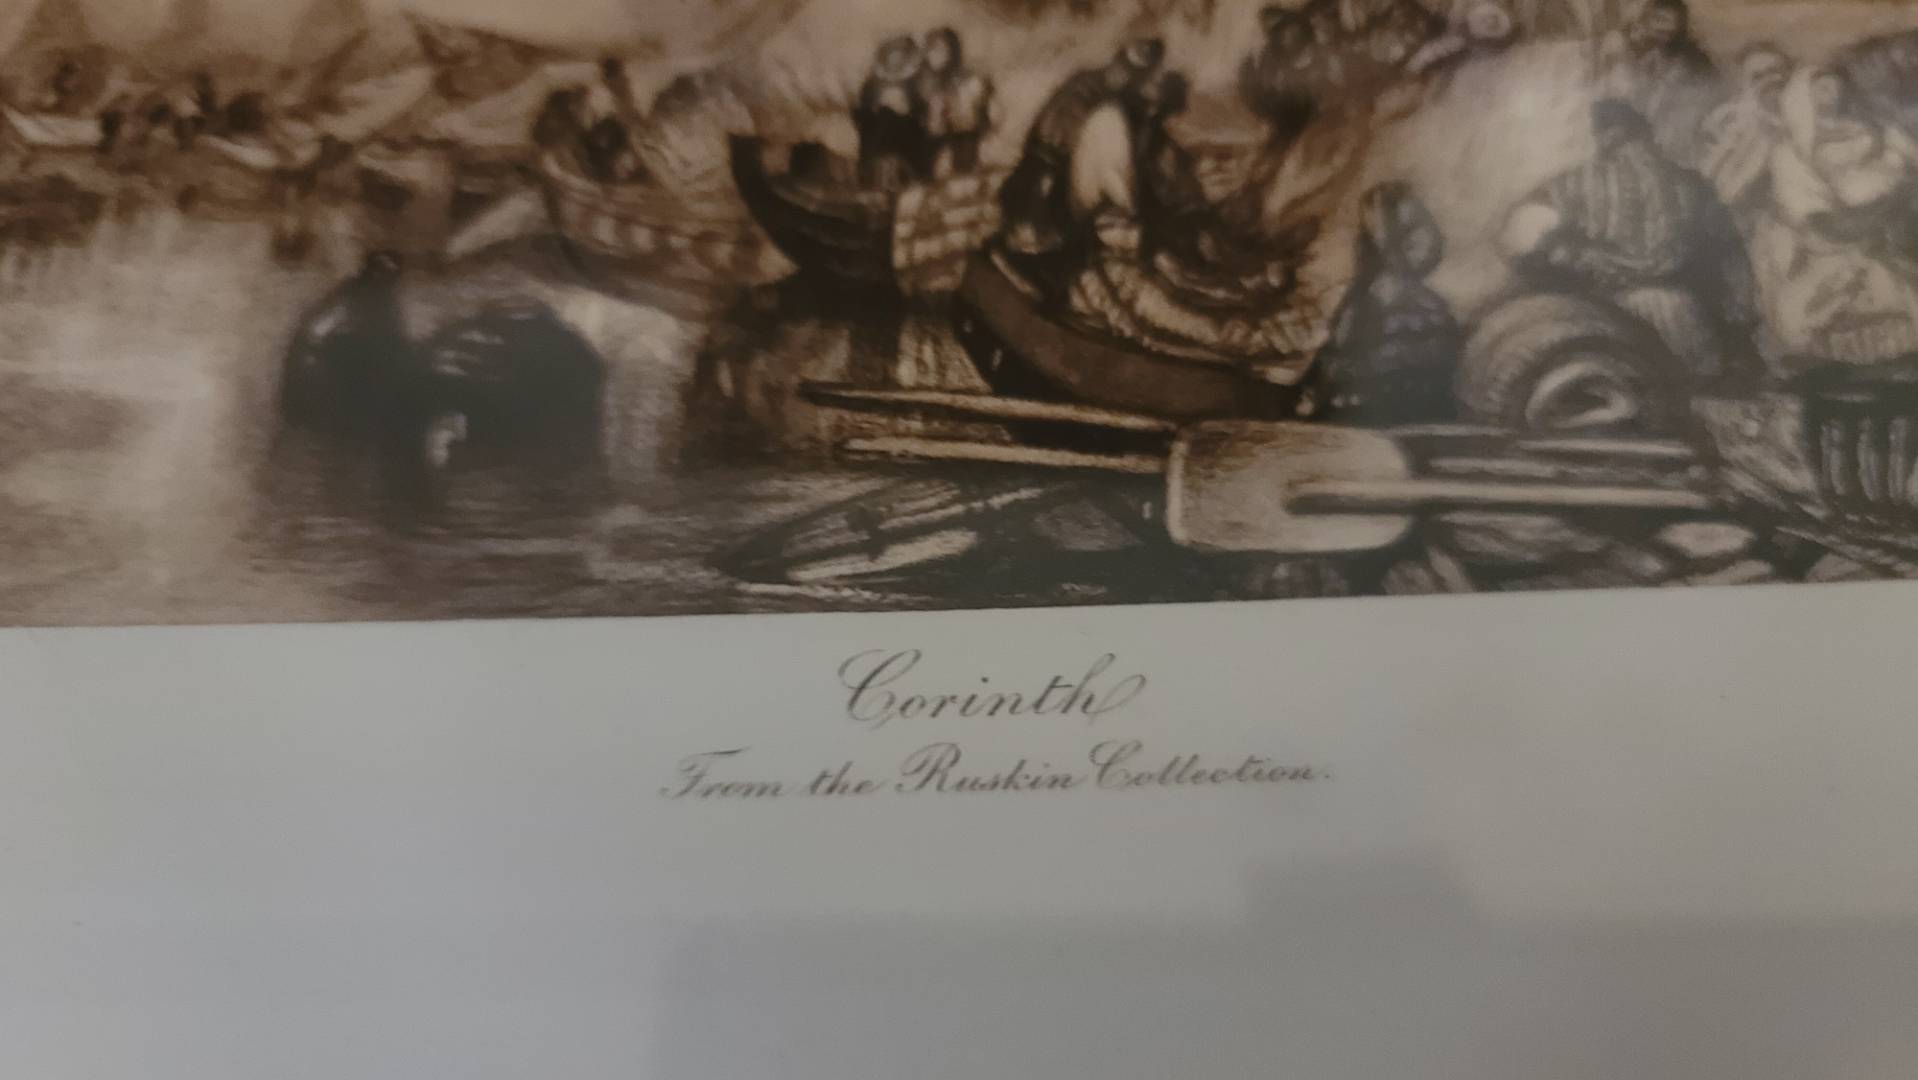 Corinth
From the Ruskin Collection.